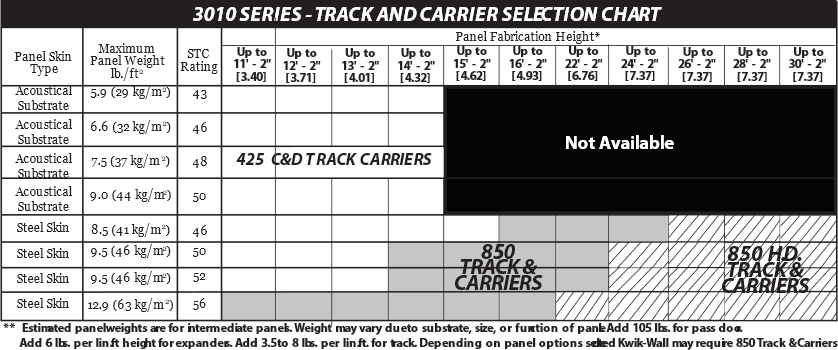 3010 SERIES - TRACK AND CARRIER SELECTION CHART
Panel Fabrication Height*
Panel Skin Type Maximum Panel Weight lb./ft² STC Rating Up to 11' - 2" [3.40] Up to 12' - 2" [3.71] Up to 13' - 2" [4.01] Up to 14' - 2" [4.32] Up to 15' - 2" [4.62] Up to 16' - 2" [4.93] Up to 22' - 2" [6.76] Up to 24' - 2" [7.37] Up to 26' - 2" [7.37] Up to 28' - 2" [7.37] Up to 30' - 2" [7.37]
Acoustical Substrate 5.9 (29 kg/m²) 43
Acoustical Substrate 6.6 (32 kg/m²) 46
Not Available
Acoustical Substrate 7.5 (37 kg/m²) 48 425 C&D TRACK CARRIERS
Acoustical Substrate 9.0 (44 kg/m²) 50
Steel Skin 8.5 (41 kg/m²) 46
Steel Skin 9.5 (46 kg/m²) 50
850 TRACK & CARRIERS
850 H.D. TRACK & CARRIERS
Steel Skin 9.5 (46 kg/m²) 52
Steel Skin 12.9 (63 kg/m²) 56
** Estimated panel weights are for intermediate panels. Weight may vary due to substrate, size, or function of panel. Add 105 lbs. for pass door.
Add 6 lbs. per lin.ft height for expanders. Add 3.5 to 8 lbs. per lin.ft. for track. Depending on panel options selected Kwik-Wall may require 850 Track & Carriers